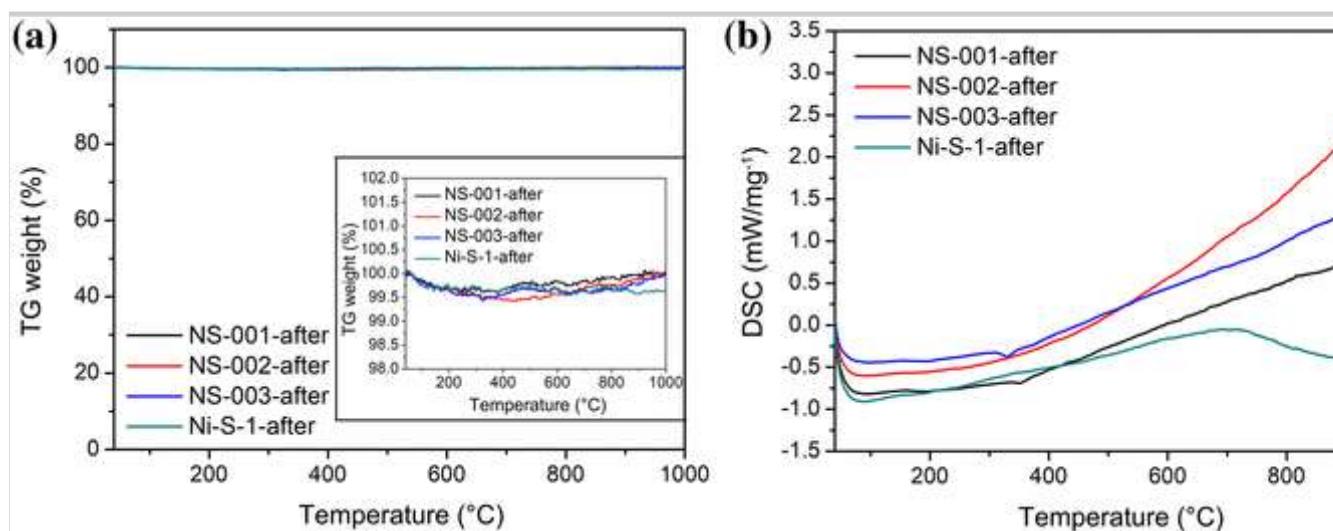 (a)
TG weight (%)
100
80
60
40
20
0
NS-001-after
NS-002-after
NS-003-after
Ni-S-1-after
200
400
600
800
1000
Temperature (°C)
TG weight (%)
102.0
101.5
101.0
100.5
100.0
99.5
99.0
98.5
98.0
NS-001-after
NS-002-after
NS-003-after
Ni-S-1-after
200
400
600
800
1000
Temperature (°C)
(b)
DSC (mW/mg⁻¹)
3.5
3.0
2.5
2.0
1.5
1.0
0.5
0.0
-0.5
-1.0
-1.5
NS-001-after
NS-002-after
NS-003-after
Ni-S-1-after
200
400
600
800
Temperature (°C)